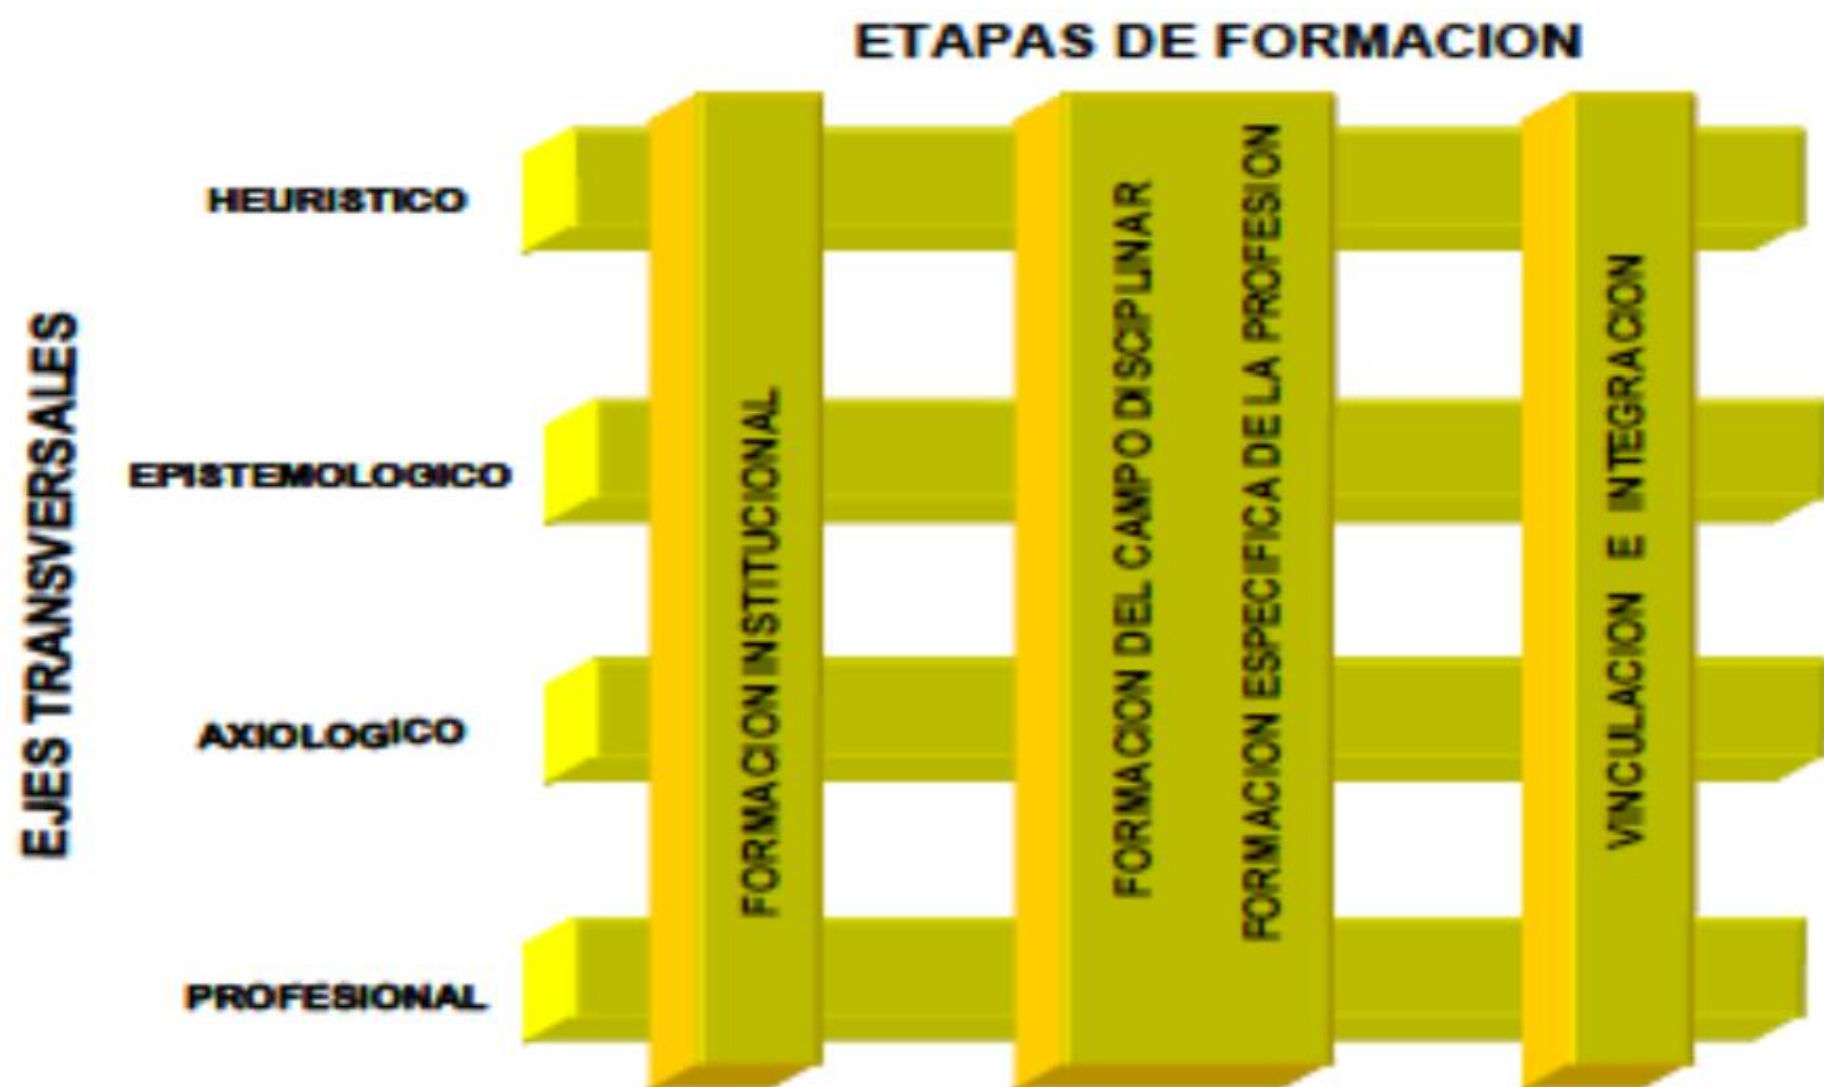 ETAPAS DE FORMACION
EJES TRANSVERSALES
HEURISTICO
EPISTEMOLOGICO
AXIOLOGICO
PROFESIONAL
FORMACION INSTITUCIONAL
FORMACION DEL CAMPO DISCIPLINAR
FORMACION ESPECIFICA DE LA PROFESION
VINCULACION E INTEGRACION